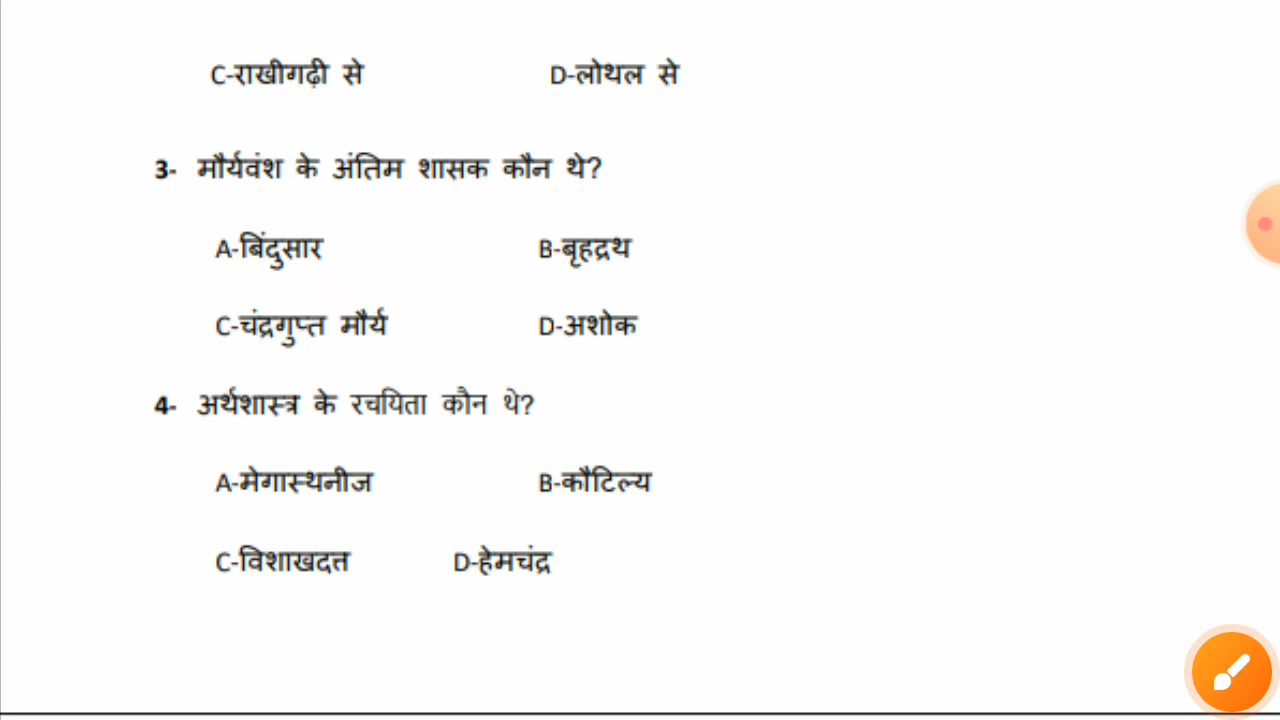 C-राखीगढ़ी से D-लोथल से
3- मौर्यवंश के अंतिम शासक कौन थे?
A-बिंदुसार B-बृहद्रथ
C-चंद्रगुप्त मौर्य D-अशोक
4- अर्थशास्त्र के रचयिता कौन थे?
A-मेगास्थनीज B-कौटिल्य
C-विशाखदत्त D-हेमचंद्र